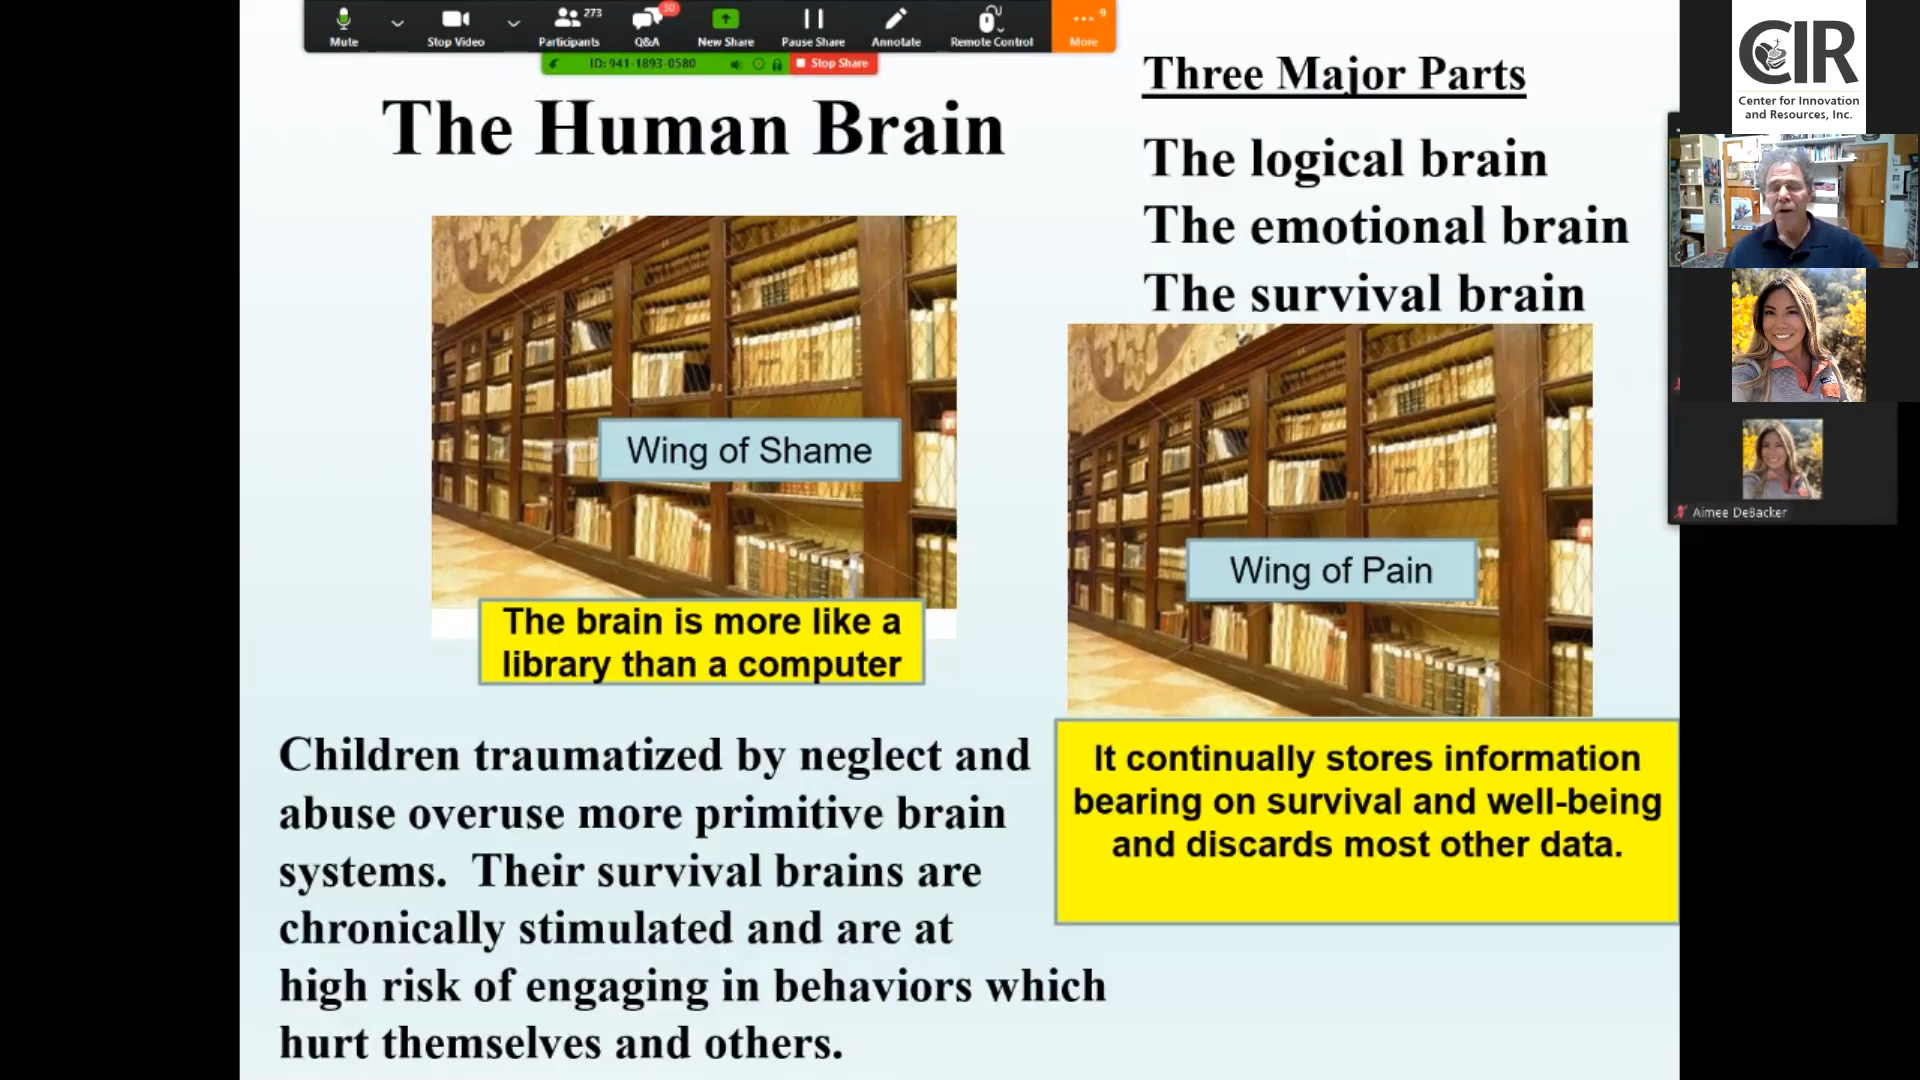 Mute
Stop Video
273
Participants
30
Q&A
New Share
Pause Share
Annotate
Remote Control
9
More
ID: 941-1893-0580
Stop Share
The Human Brain
Wing of Shame
The brain is more like a
library than a computer
Children traumatized by neglect and
abuse overuse more primitive brain
systems. Their survival brains are
chronically stimulated and are at
high risk of engaging in behaviors which
hurt themselves and others.
Three Major Parts
The logical brain
The emotional brain
The survival brain
Wing of Pain
It continually stores information
bearing on survival and well-being
and discards most other data.
CIR
Center for Innovation
and Resources, Inc.
Aimee DeBacker